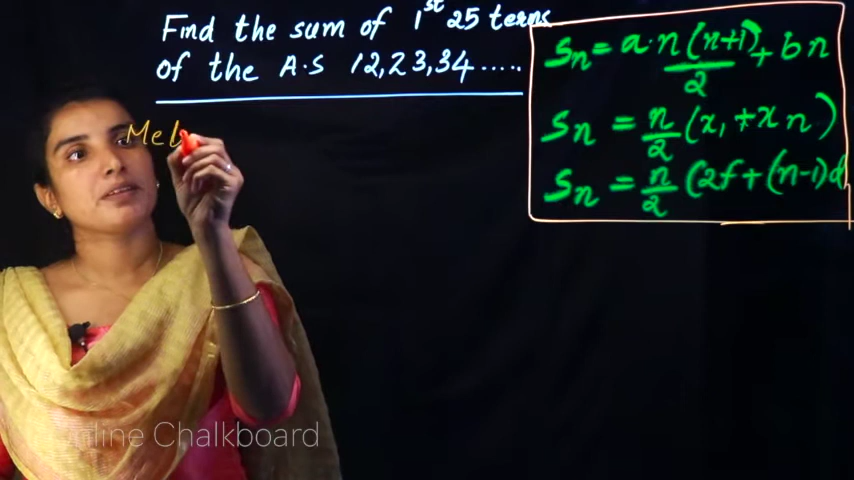 Find the sum of 1st 25 terms
of the A.S 12,23,34.....
Sn = a.n(n+1)/2 + bn
Sn = n/2 (x1 + xn)
Sn = n/2 (2f + (n-1)d
Met
Online Chalkboard